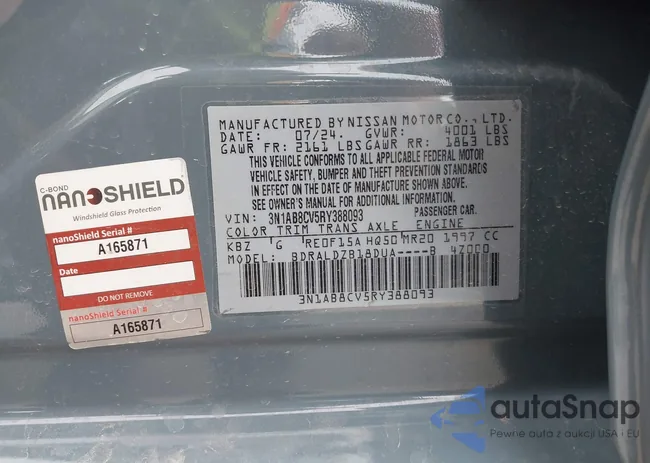 C-BOND
NANOSHIELD
Windshield Glass Protection
nanoShield Serial #
A165871
Date
DO NOT REMOVE
nanoShield Serial #
A165871
MANUFACTURED BY NISSAN MOTOR CO., LTD.
DATE: 07/24. GVWR: 4001 LBS
GAWR FR: 2161 LBS GAWR RR: 1863 LBS
THIS VEHICLE CONFORMS TO ALL APPLICABLE FEDERAL MOTOR
VEHICLE SAFETY, BUMPER AND THEFT PREVENTION STANDARDS
IN EFFECT ON THE DATE OF MANUFACTURE SHOWN ABOVE.
SEE OWNER'S MANUAL FOR ADDITIONAL INFORMATION.
VIN: 3N1AB8CV5RY388093 PASSENGER CAR.
COLOR TRIM TRANS AXLE ENGINE
KBZ G RE0F15A HQ50 MR20 1997 CC
MODEL: BDRALDZB18DUA----B 4Z0C0
3N1AB8CV5RY388093
autaSnap
Pewne auta z aukcji USA i EU